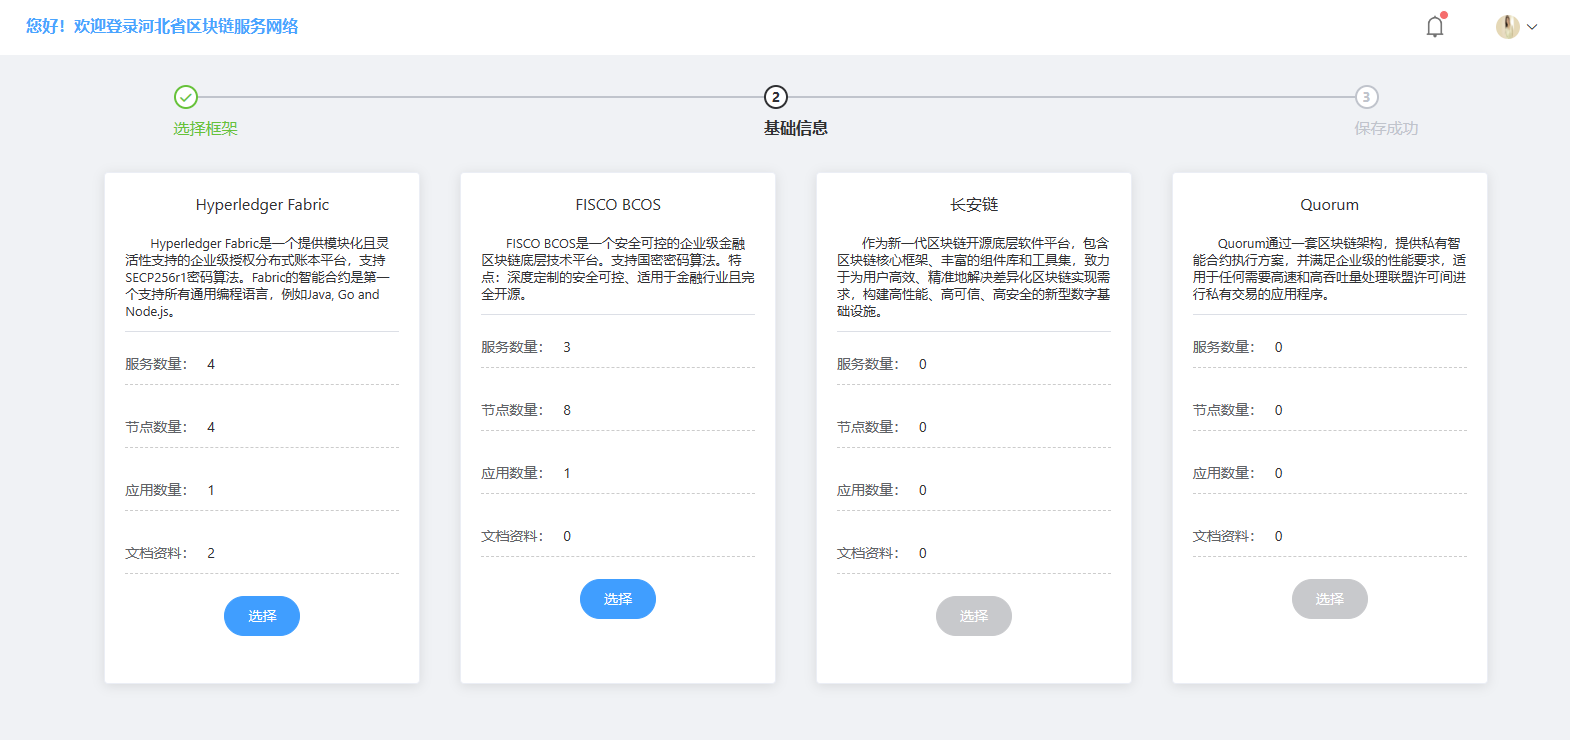 您好！欢迎登录河北省区块链服务网络
2
3
选择框架
基础信息
保存成功
Hyperledger Fabric
Hyperledger Fabric是一个提供模块化且灵
活性支持的企业级授权分布式账本平台，支持
SECP256r1密码算法。Fabric的智能合约是第一
个支持所有通用编程语言，例如Java, Go and
Node.js。
服务数量： 4
节点数量： 4
应用数量： 1
文档资料： 2
选择
FISCO BCOS
FISCO BCOS是一个安全可控的企业级金融
区块链底层技术平台。支持国密密码算法。特
点：深度定制的安全可控、适用于金融行业且完
全开源。
服务数量： 3
节点数量： 8
应用数量： 1
文档资料： 0
选择
长安链
作为新一代区块链开源底层软件平台，包含
区块链核心框架、丰富的组件库和工具集，致力
于为用户高效、精准地解决差异化区块链实现需
求，构建高性能、高可信、高安全的新型数字基
础设施。
服务数量： 0
节点数量： 0
应用数量： 0
文档资料： 0
选择
Quorum
Quorum通过一套区块链架构，提供私有智
能合约执行方案，并满足企业级的性能要求，适
用于任何需要高速和高吞吐量处理联盟许可间进
行私有交易的应用程序。
服务数量： 0
节点数量： 0
应用数量： 0
文档资料： 0
选择